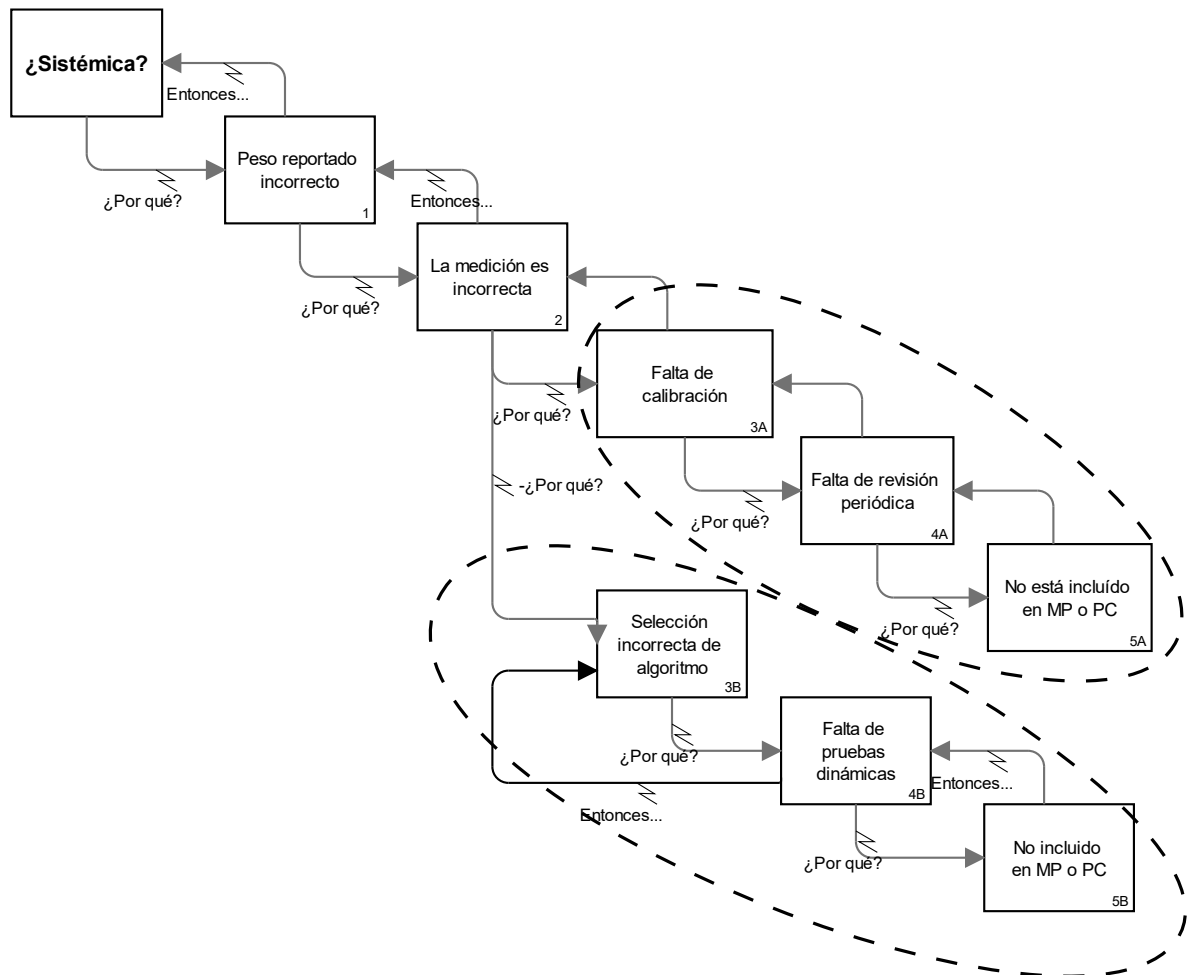 ¿Sistémica?
Entonces...
¿Por qué?
Peso reportado
incorrecto
1
Entonces...
¿Por qué?
La medición es
incorrecta
2
¿Por qué?
Falta de
calibración
3A
¿Por qué?
Falta de revisión
periódica
4A
¿Por qué?
No está incluído
en MP o PC
5A
-¿Por qué?
Selección
incorrecta de
algoritmo
3B
¿Por qué?
Entonces...
Falta de
pruebas
dinámicas
4B
Entonces...
¿Por qué?
No incluido
en MP o PC
5B